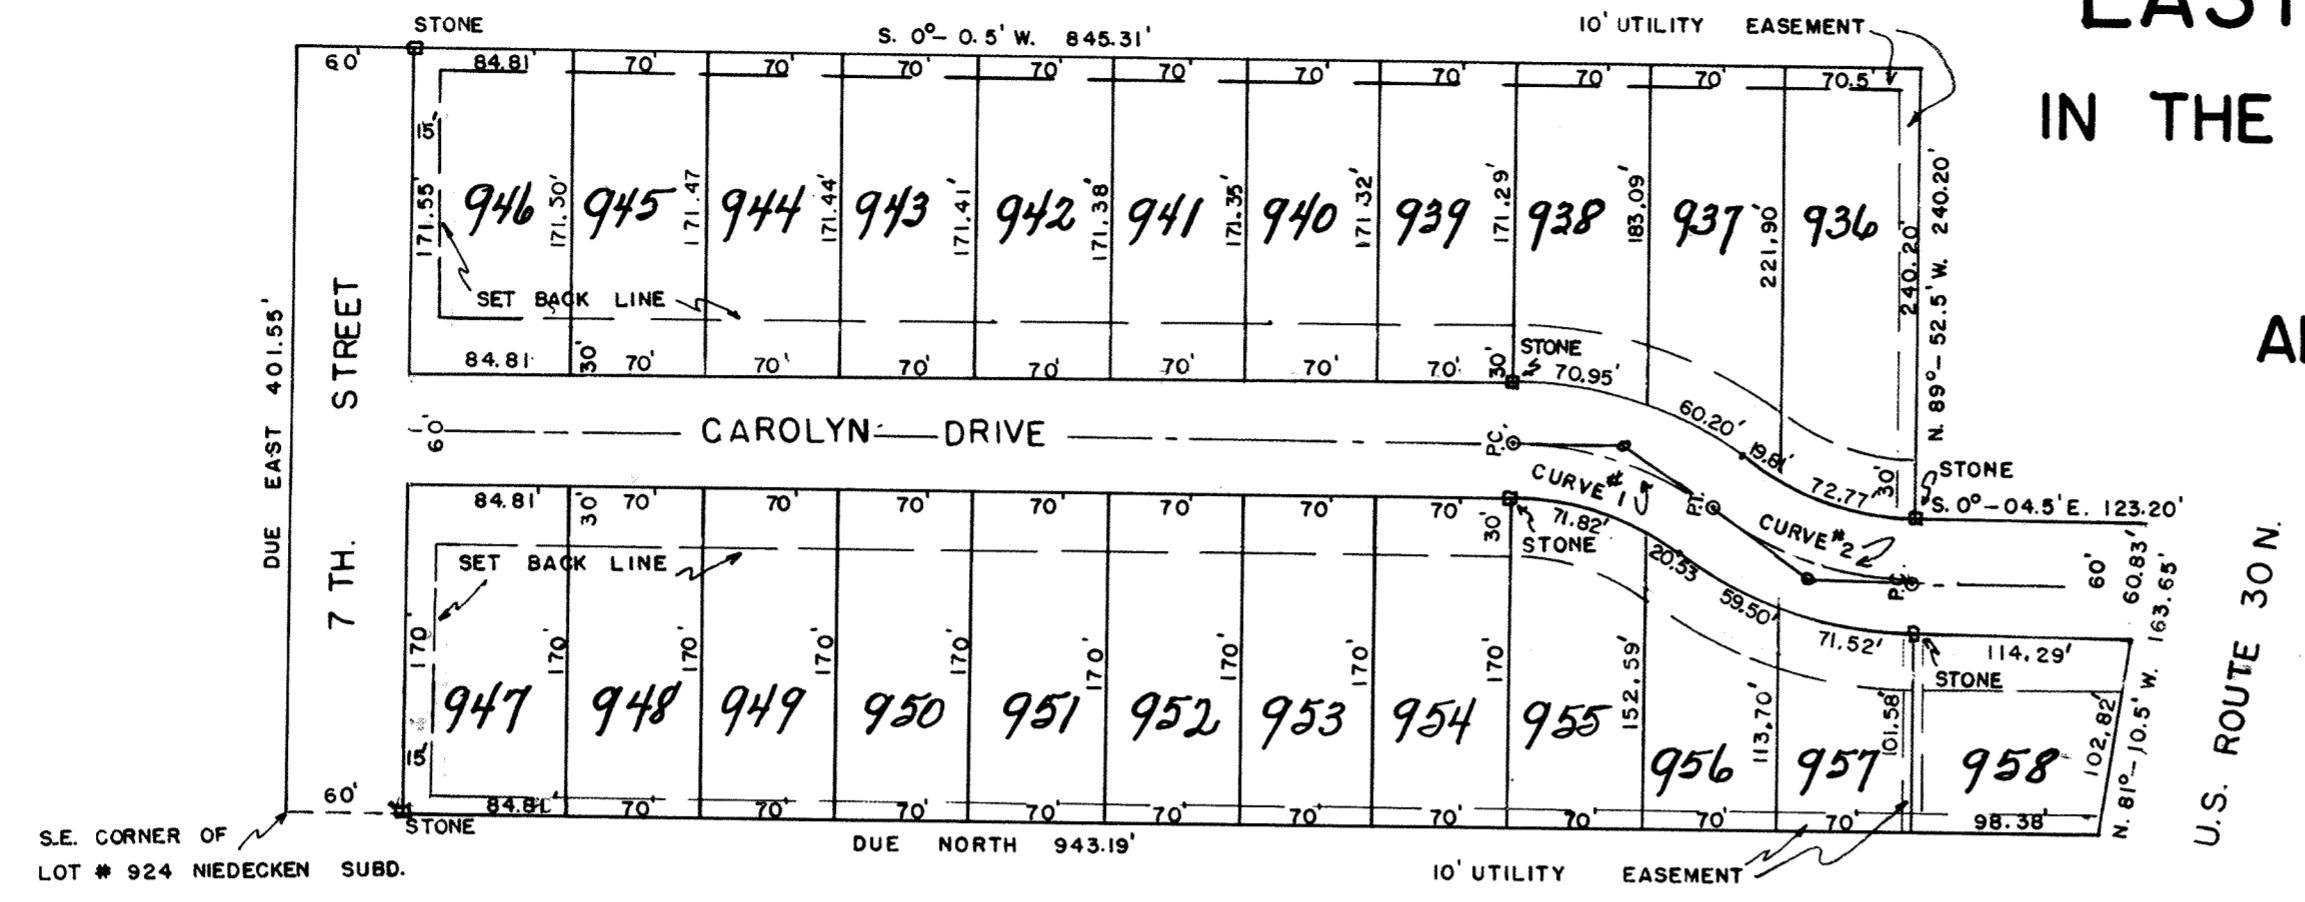 EAST
IN THE
STONE
S. 0°- 0.5' W. 845.31'
10' UTILITY EASEMENT
60' 84.81' 70' 70' 70' 70' 70' 70' 70' 70' 70' 70.5'
15'
171.55' 171.50' 171.47 171.44' 171.41' 171.38' 171.35' 171.32' 171.29' 183.09' 221.90' 240.20'
N. 89°-52.5' W. 240.20'
946 945 944 943 942 941 940 939 938 937 936
SET BACK LINE
84.81' 30' 70' 70' 70' 70' 70' 70' 70' 30'
STONE
70.95'
60.20'
19.81'
72.77'
30'
STONE
S. 0°-04.5' E. 123.20'
DUE EAST 401.55'
7 TH. STREET
60'
CAROLYN DRIVE
P.C.
CURVE #1
P.T.
CURVE #2
P.C.
60'
60.83'
163.65'
N. 81°-10.5' W.
U.S. ROUTE 30 N.
84.81' 30' 70' 70' 70' 70' 70' 70' 70' 30'
71.82'
STONE
20.53
59.50'
71.52'
114.29'
STONE
SET BACK LINE
170' 170' 170' 170' 170' 170' 170' 170' 170' 152.59' 113.70' 101.58' 102.82'
947 948 949 950 951 952 953 954 955 956 957 958
15'
60' 84.81' 70' 70' 70' 70' 70' 70' 70' 70' 70' 70' 98.38'
STONE
S.E. CORNER OF
LOT # 924 NIEDECKEN SUBD.
DUE NORTH 943.19'
10' UTILITY EASEMENT